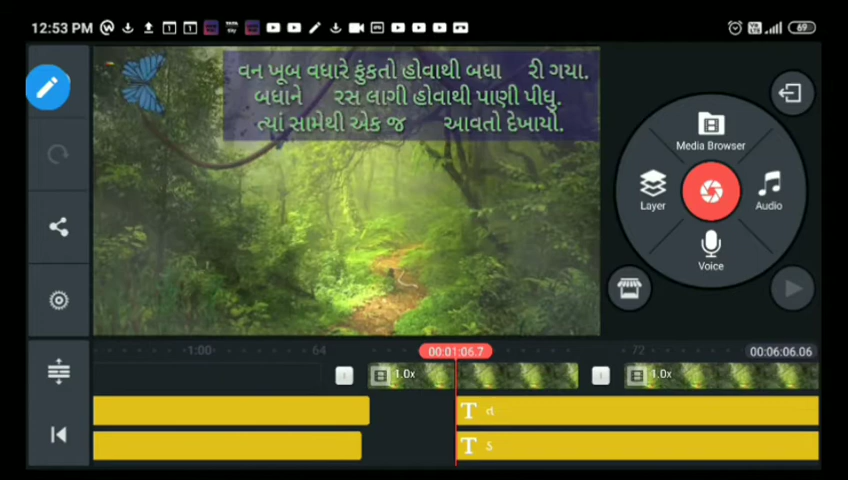 12:53 PM
69
વન ખૂબ વધારે ફુંકતો હોવાથી બધા રી ગયા.
બધાને રસ લાગી હોવાથી પાણી પીધુ.
ત્યાં સામેથી એક જ આવતો દેખાયો.
Media Browser
Layer
Audio
Voice
-1:00
64
00:01:06.7
72
00:06:06.06
1.0x
1.0x
T ત
T ડ